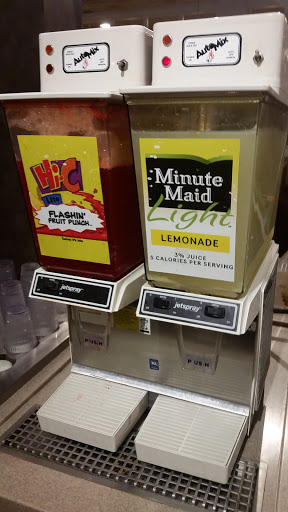 AutoMix
AutoMix
Hi-C
Lite
FLASHIN'
FRUIT PUNCH
Minute
Maid
Light
LEMONADE
3% JUICE
5 CALORIES PER SERVING
jetspray
jetspray
PUSH
PUSH